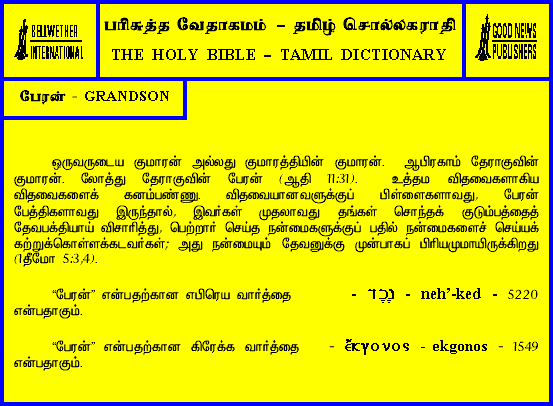 BELLWETHER
INTERNATIONAL
பரிசுத்த வேதாகமம் – தமிழ் சொல்லகராதி
THE HOLY BIBLE – TAMIL DICTIONARY
GOOD NEWS
PUBLISHERS
பேரன் - GRANDSON
ஒருவருடைய குமாரன் அல்லது குமாரத்தியின் குமாரன். ஆபிரகாம் தேராகுவின்
குமாரன். லோத்து தேராகுவின் பேரன் (ஆதி 11:31). உத்தம விதவைகளாகிய
விதவைகளைக் கனம்பண்ணு. விதவையானவளுக்குப் பிள்ளைகளாவது, பேரன்
பேத்திகளாவது இருந்தால், இவர்கள் முதலாவது தங்கள் சொந்தக் குடும்பத்தைத்
தேவபக்தியாய் விசாரித்து, பெற்றார் செய்த நன்மைகளுக்குப் பதில் நன்மைகளைச் செய்யக்
கற்றுக்கொள்ளக்கடவர்கள்; அது நன்மையும் தேவனுக்கு முன்பாகப் பிரியமுமாயிருக்கிறது
(1தீமோ 5:3,4).
“பேரன்” என்பதற்கான எபிரெய வார்த்தை - נֶכֶד - neh’-ked - 5220
என்பதாகும்.
“பேரன்” என்பதற்கான கிரேக்க வார்த்தை - ἔκγονος - ekgonos - 1549
என்பதாகும்.